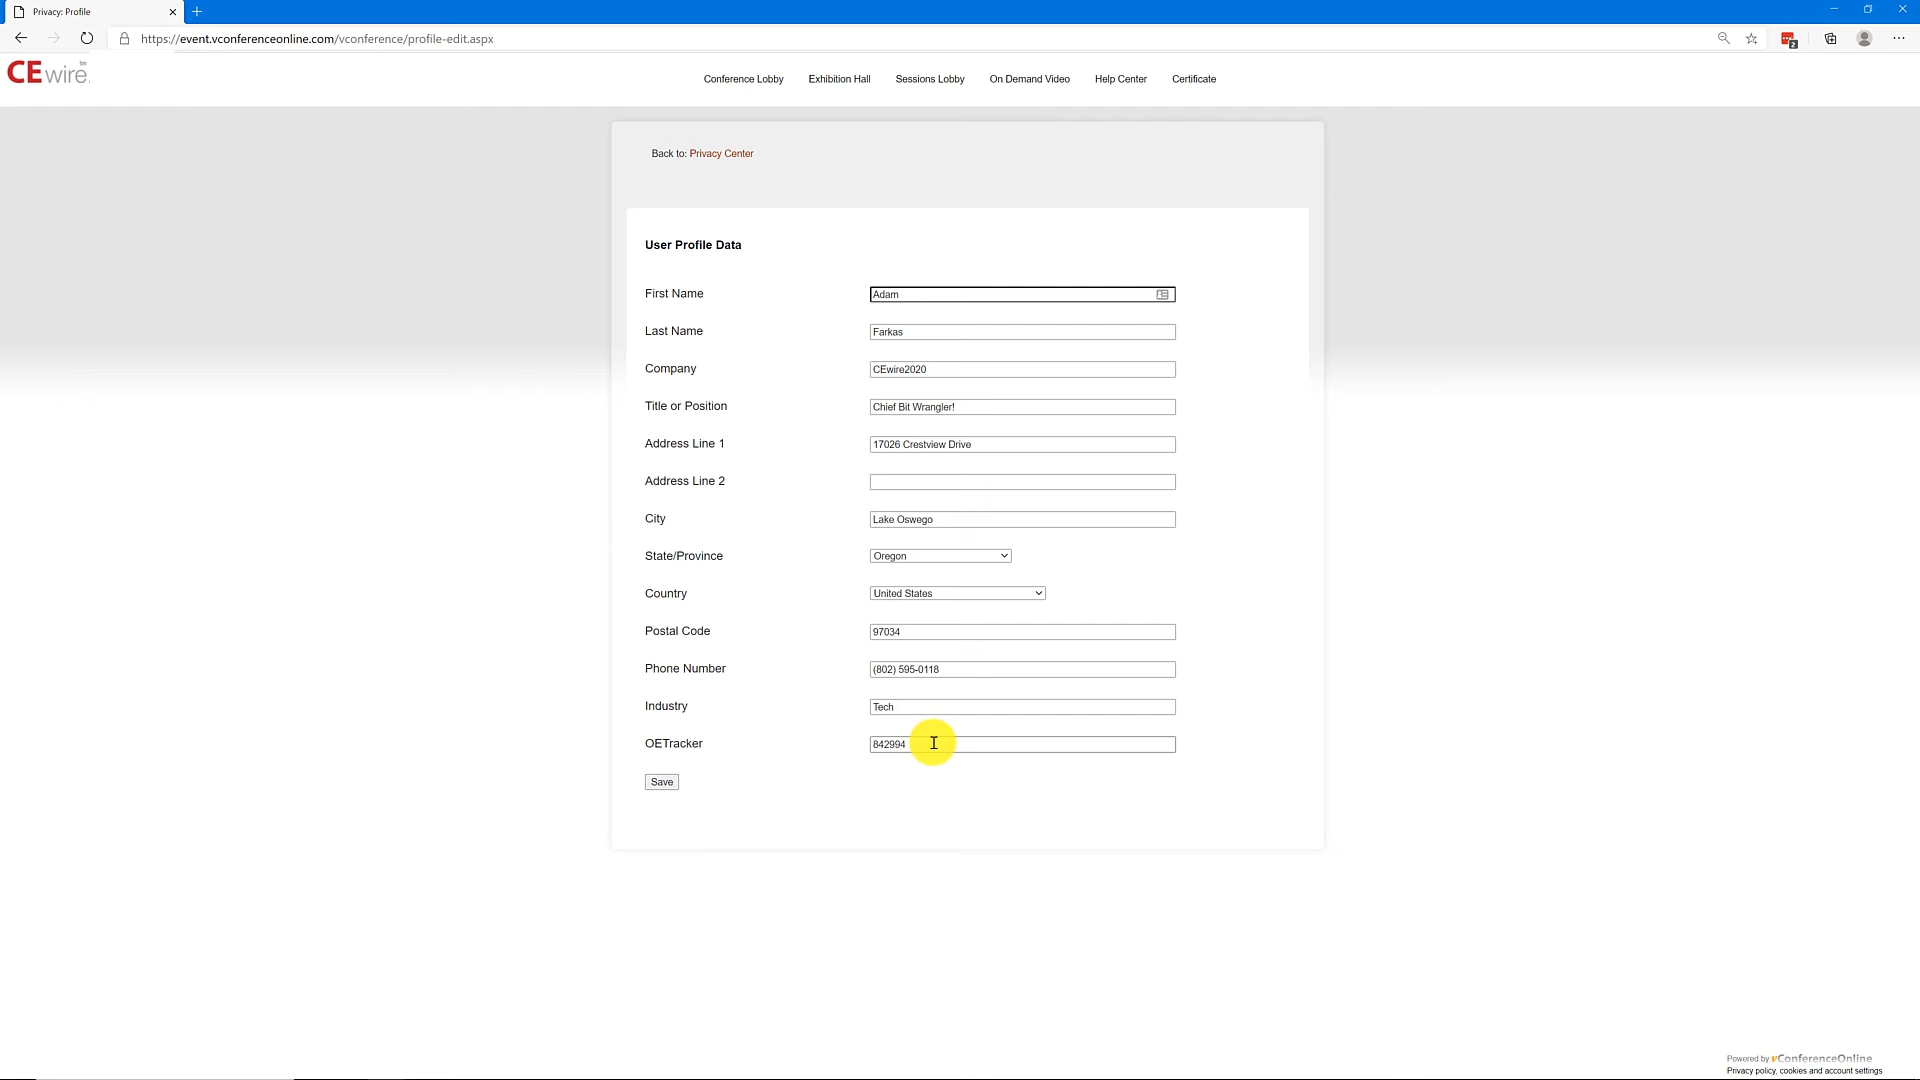 Privacy: Profile
https://event.vconferenceonline.com/vconference/profile-edit.aspx
2
CE wire
tm
Conference Lobby Exhibition Hall Sessions Lobby On Demand Video Help Center Certificate
Back to: Privacy Center
User Profile Data
First Name Adam
Last Name Farkas
Company CEwire2020
Title or Position Chief Bit Wrangler!
Address Line 1 17026 Crestview Drive
Address Line 2
City Lake Oswego
State/Province Oregon
Country United States
Postal Code 97034
Phone Number (802) 595-0118
Industry Tech
OETracker 842994
Save
Powered by vConferenceOnline
Privacy policy, cookies and account settings